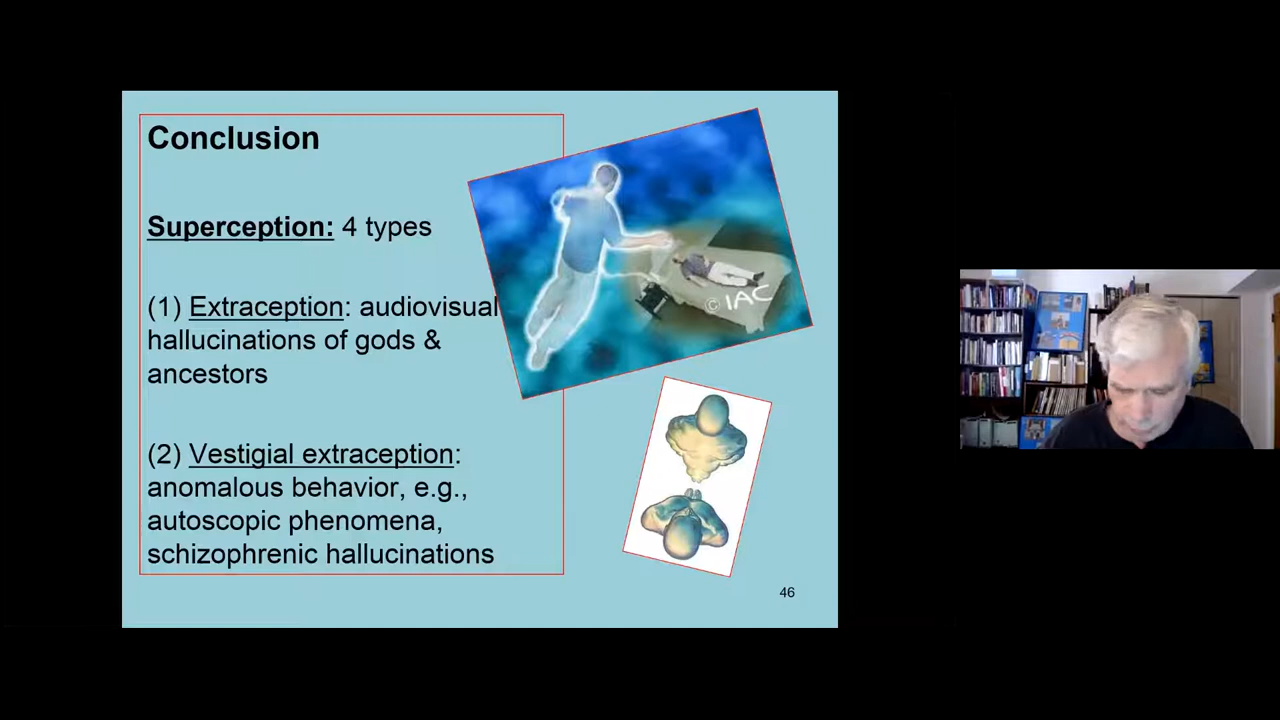 Conclusion
Superception: 4 types
(1) Extraception: audiovisual
hallucinations of gods &
ancestors
(2) Vestigial extraception:
anomalous behavior, e.g.,
autoscopic phenomena,
schizophrenic hallucinations
© IAC
46